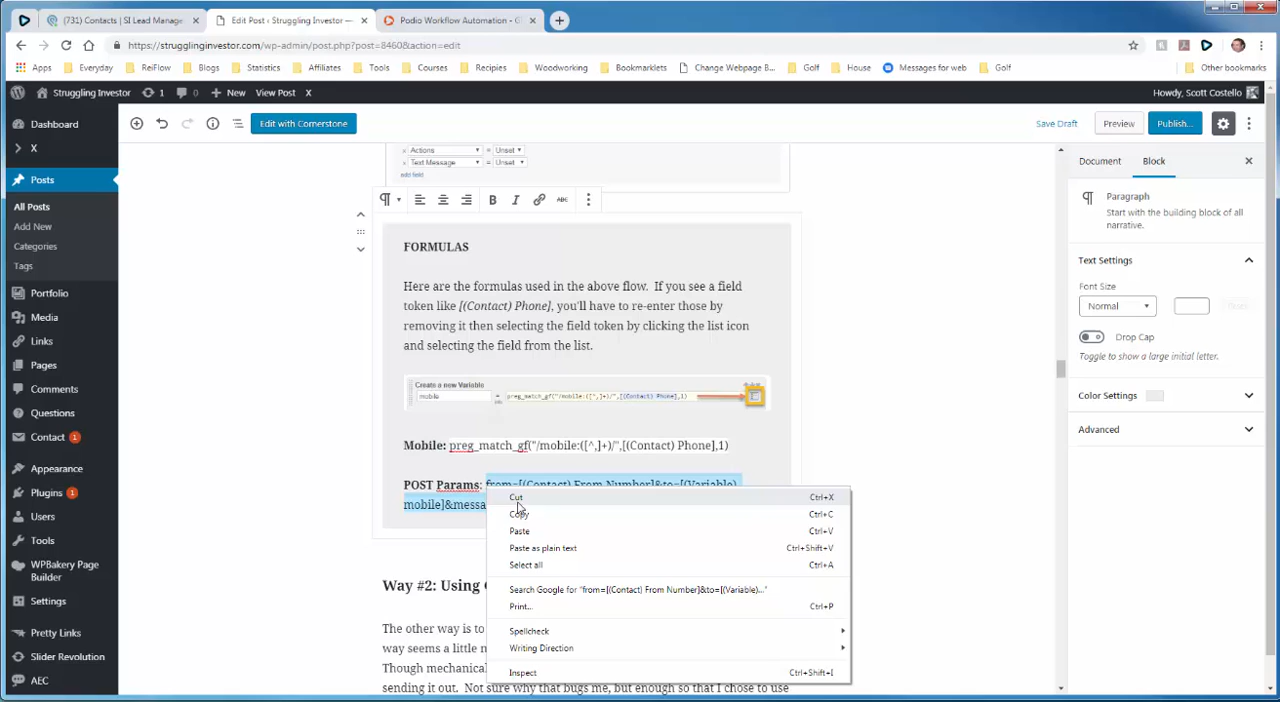 (731) Contacts | SI Lead Manage
Edit Post ‹ Struggling Investor —
Podio Workflow Automation - Gl
https://strugglinginvestor.com/wp-admin/post.php?post=8460&action=edit
Apps
Everyday
ReiFlow
Blogs
Statistics
Affiliates
Tools
Courses
Recipies
Woodworking
Bookmarklets
Change Webpage B...
Golf
House
Messages for web
Golf
Other bookmarks
Struggling Investor
1
0
New
View Post
X
Howdy, Scott Costello
Dashboard
X
Posts
All Posts
Add New
Categories
Tags
Portfolio
Media
Links
Pages
Comments
Questions
Contact 1
Appearance
Plugins 1
Users
Tools
WPBakery Page
Builder
Settings
Pretty Links
Slider Revolution
AEC
Edit with Cornerstone
Save Draft
Preview
Publish...
Actions = Unset
Text Message = Unset
add field
B I ABC
FORMULAS
Here are the formulas used in the above flow. If you see a field
token like [(Contact) Phone], you'll have to re-enter those by
removing it then selecting the field token by clicking the list icon
and selecting the field from the list.
Create a new Variable
mobile = preg_match_gf("/mobile:([^,]+)/",[(Contact) Phone],1)
Mobile: preg_match_gf("/mobile:([^,]+)/",[(Contact) Phone],1)
POST Params: from=[(Contact) From Number]&to=[(Variable)
mobile]&messa
Cut Ctrl+X
Copy Ctrl+C
Paste Ctrl+V
Paste as plain text Ctrl+Shift+V
Select all Ctrl+A
Search Google for "from=[(Contact) From Number]&to=[(Variable)..."
Print... Ctrl+P
Spellcheck
Writing Direction
Inspect Ctrl+Shift+I
Way #2: Using
The other way is to
way seems a little
Though mechanical
sending it out. Not sure why that bugs me, but enough so that I chose to use
Document
Block
Paragraph
Start with the building block of all
narrative.
Text Settings
Font Size
Normal
Drop Cap
Toggle to show a large initial letter.
Color Settings
Advanced